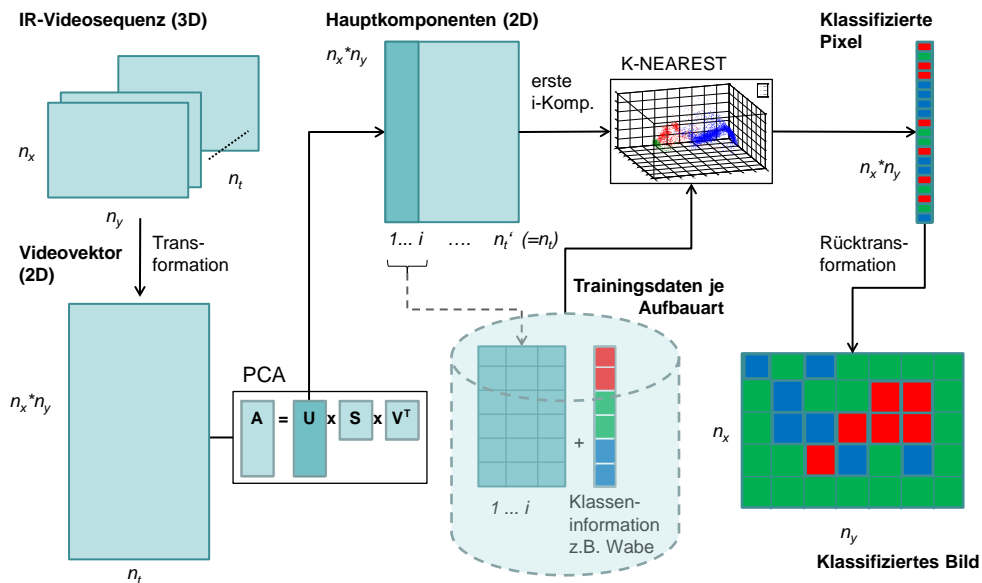 IR-Videosequenz (3D)
n_x
n_y
n_t
Trans-
formation
Videovektor
(2D)
n_x*n_y
n_t
PCA
A = U x S x V^T
Hauptkomponenten (2D)
n_x*n_y
1... i .... n_t‘ (=n_t)
erste
i-Komp.
K-NEAREST
Klassifizierte
Pixel
n_x*n_y
Rücktrans-
formation
Trainingsdaten je
Aufbauart
+
1 ... i
Klassen-
information
z.B. Wabe
n_x
n_y
Klassifiziertes Bild